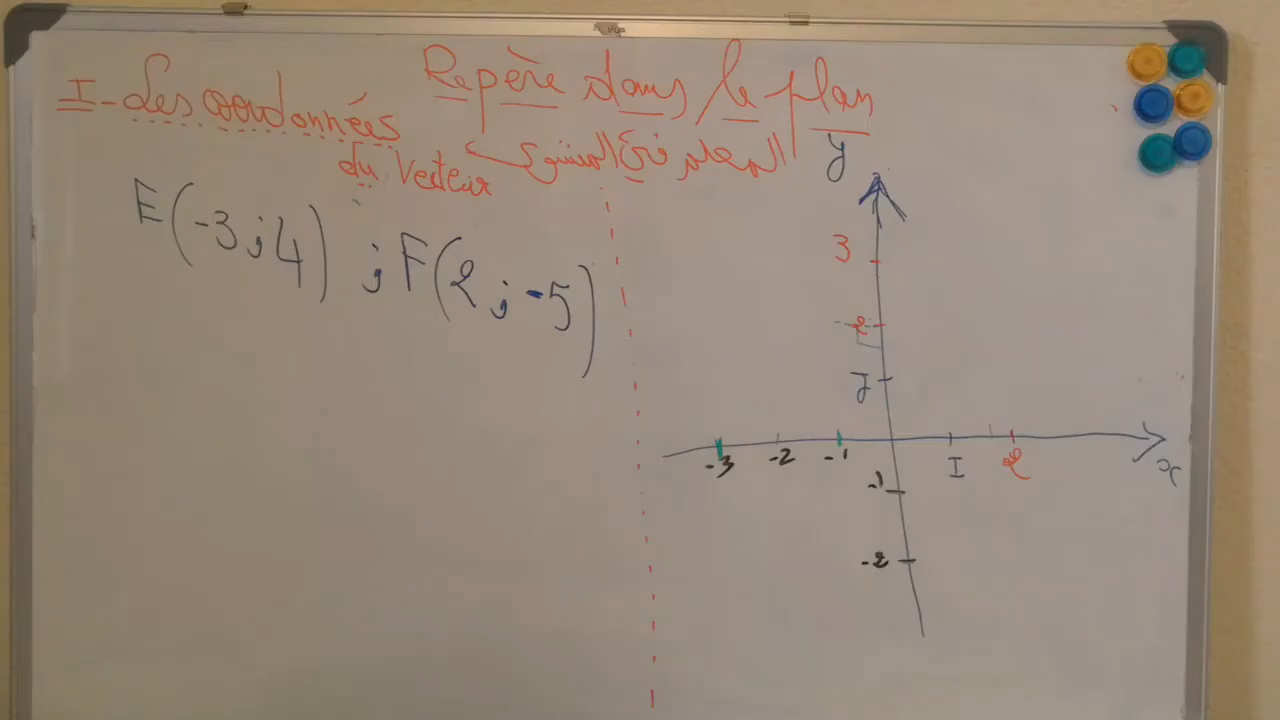 Repère dans le plan
المعلم في المستوى
I- Les coordonnées
du Vecteur
E(-3;4) ; F(2;-5)
y
3
2
J
-3 -2 -1 I 2 x
-1
-2